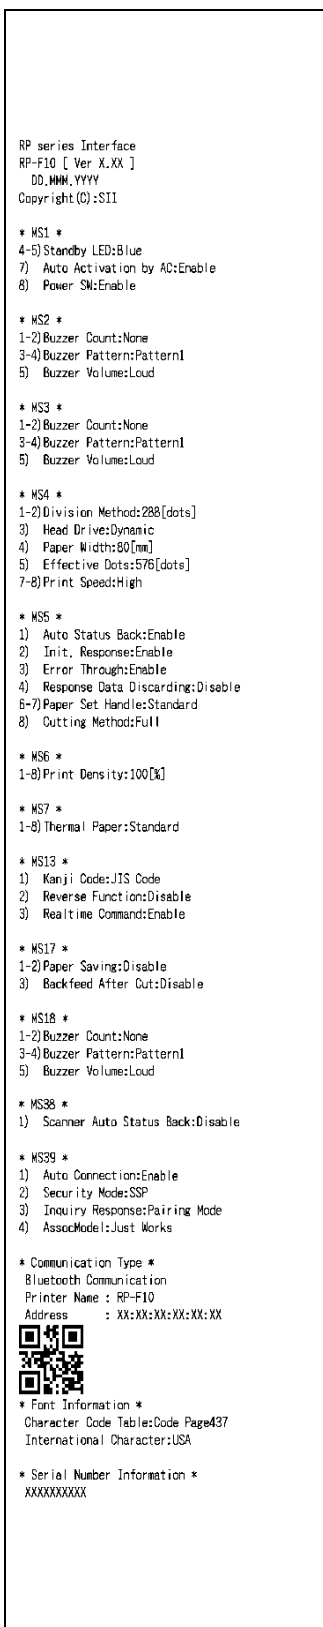 RP series Interface
RP-F10 [ Ver X.XX ]
DD.MMM.YYYY
Copyright(C):SII
* MS1 *
4-5)Standby LED:Blue
7) Auto Activation by AC:Enable
8) Power SW:Enable
* MS2 *
1-2)Buzzer Count:None
3-4)Buzzer Pattern:Pattern1
5) Buzzer Volume:Loud
* MS3 *
1-2)Buzzer Count:None
3-4)Buzzer Pattern:Pattern1
5) Buzzer Volume:Loud
* MS4 *
1-2)Division Method:288[dots]
3) Head Drive:Dynamic
4) Paper Width:80[mm]
5) Effective Dots:576[dots]
7-8)Print Speed:High
* MS5 *
1) Auto Status Back:Enable
2) Init. Response:Enable
3) Error Through:Enable
4) Response Data Discarding:Disable
6-7)Paper Set Handle:Standard
8) Cutting Method:Full
* MS6 *
1-8)Print Density:100[%]
* MS7 *
1-8)Thermal Paper:Standard
* MS13 *
1) Kanji Code:JIS Code
2) Reverse Function:Disable
3) Realtime Command:Enable
* MS17 *
1-2)Paper Saving:Disable
3) Backfeed After Cut:Disable
* MS18 *
1-2)Buzzer Count:None
3-4)Buzzer Pattern:Pattern1
5) Buzzer Volume:Loud
* MS38 *
1) Scanner Auto Status Back:Disable
* MS39 *
1) Auto Connection:Enable
2) Security Mode:SSP
3) Inquiry Response:Pairing Mode
4) AssocModel:Just Works
* Communication Type *
Bluetooth Communication
Printer Name : RP-F10
Address : XX:XX:XX:XX:XX:XX
* Font Information *
Character Code Table:Code Page437
International Character:USA
* Serial Number Information *
XXXXXXXXXX